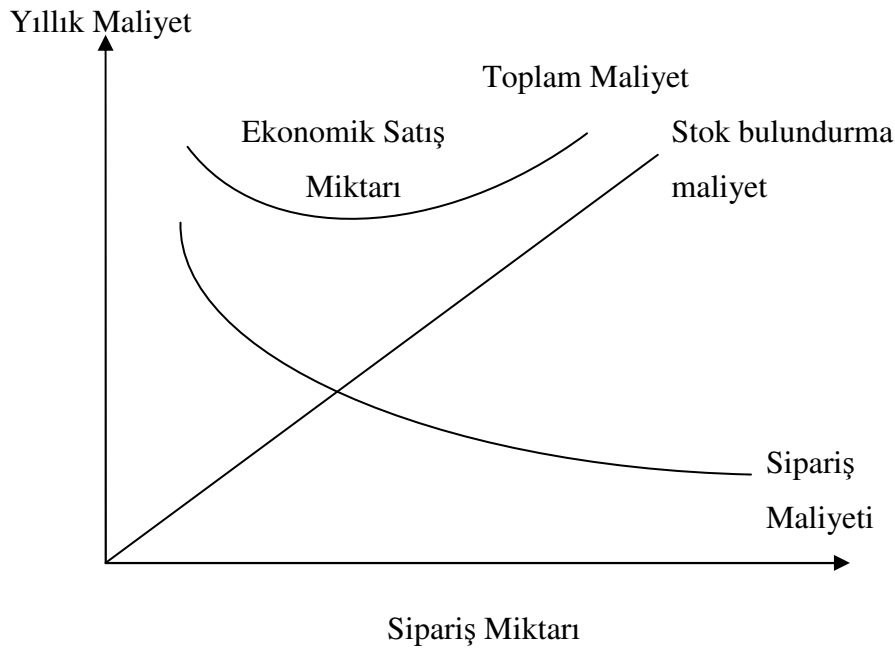 Yıllık Maliyet
Toplam Maliyet
Ekonomik Satış
Miktarı
Stok bulundurma
maliyet
Sipariş
Maliyeti
Sipariş Miktarı